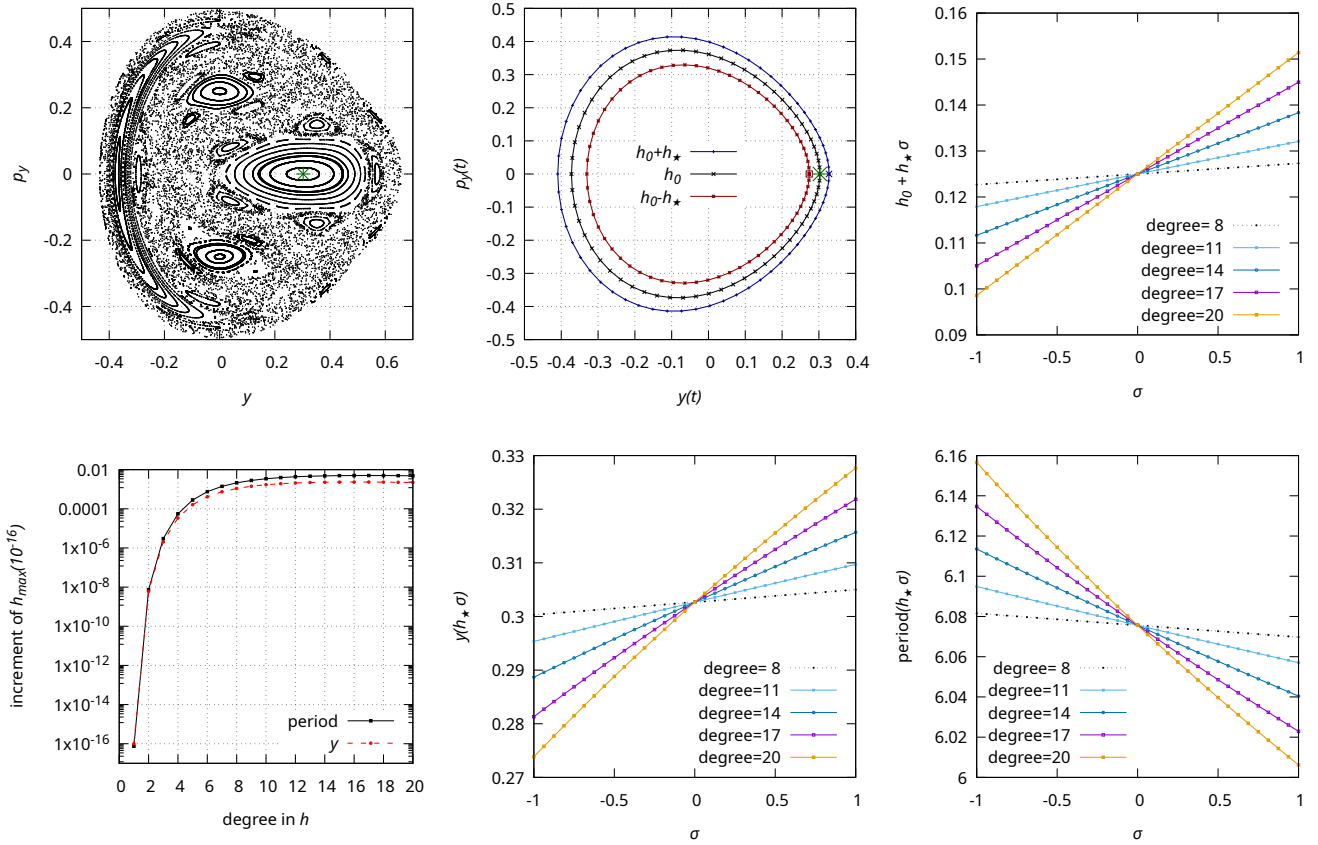 0.4
0.2
0
-0.2
-0.4
-0.4 -0.2 0 0.2 0.4 0.6
p_y
y
0.5
0.4
0.3
0.2
0.1
0
-0.1
-0.2
-0.3
-0.4
-0.5
-0.5 -0.4 -0.3 -0.2 -0.1 0 0.1 0.2 0.3 0.4
p_y(t)
y(t)
h_0+h_★
h_0
h_0-h_★
0.16
0.15
0.14
0.13
0.12
0.11
0.1
0.09
-1 -0.5 0 0.5 1
h_0 + h_★ σ
σ
degree= 8
degree=11
degree=14
degree=17
degree=20
0.01
0.0001
1x10^-6
1x10^-8
1x10^-10
1x10^-12
1x10^-14
1x10^-16
0 2 4 6 8 10 12 14 16 18 20
increment of h_max(10^-16)
degree in h
period
y
0.33
0.32
0.31
0.3
0.29
0.28
0.27
-1 -0.5 0 0.5 1
y(h_★ σ)
σ
degree= 8
degree=11
degree=14
degree=17
degree=20
6.16
6.14
6.12
6.1
6.08
6.06
6.04
6.02
6
-1 -0.5 0 0.5 1
period(h_★ σ)
σ
degree= 8
degree=11
degree=14
degree=17
degree=20